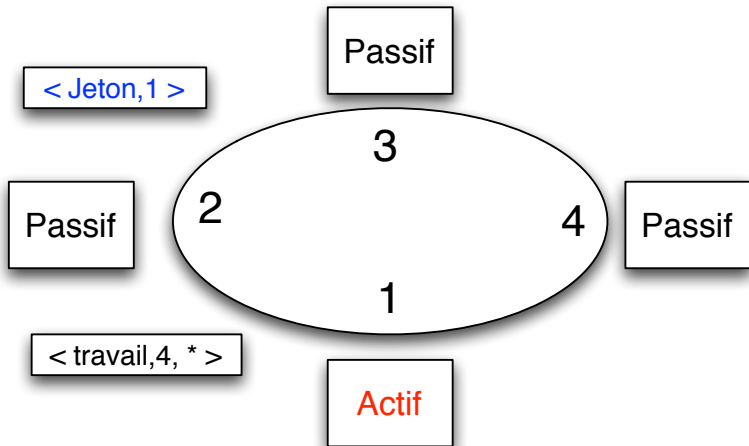 Passif
< Jeton,1 >
3
Passif
2
4
Passif
1
< travail,4, * >
Actif